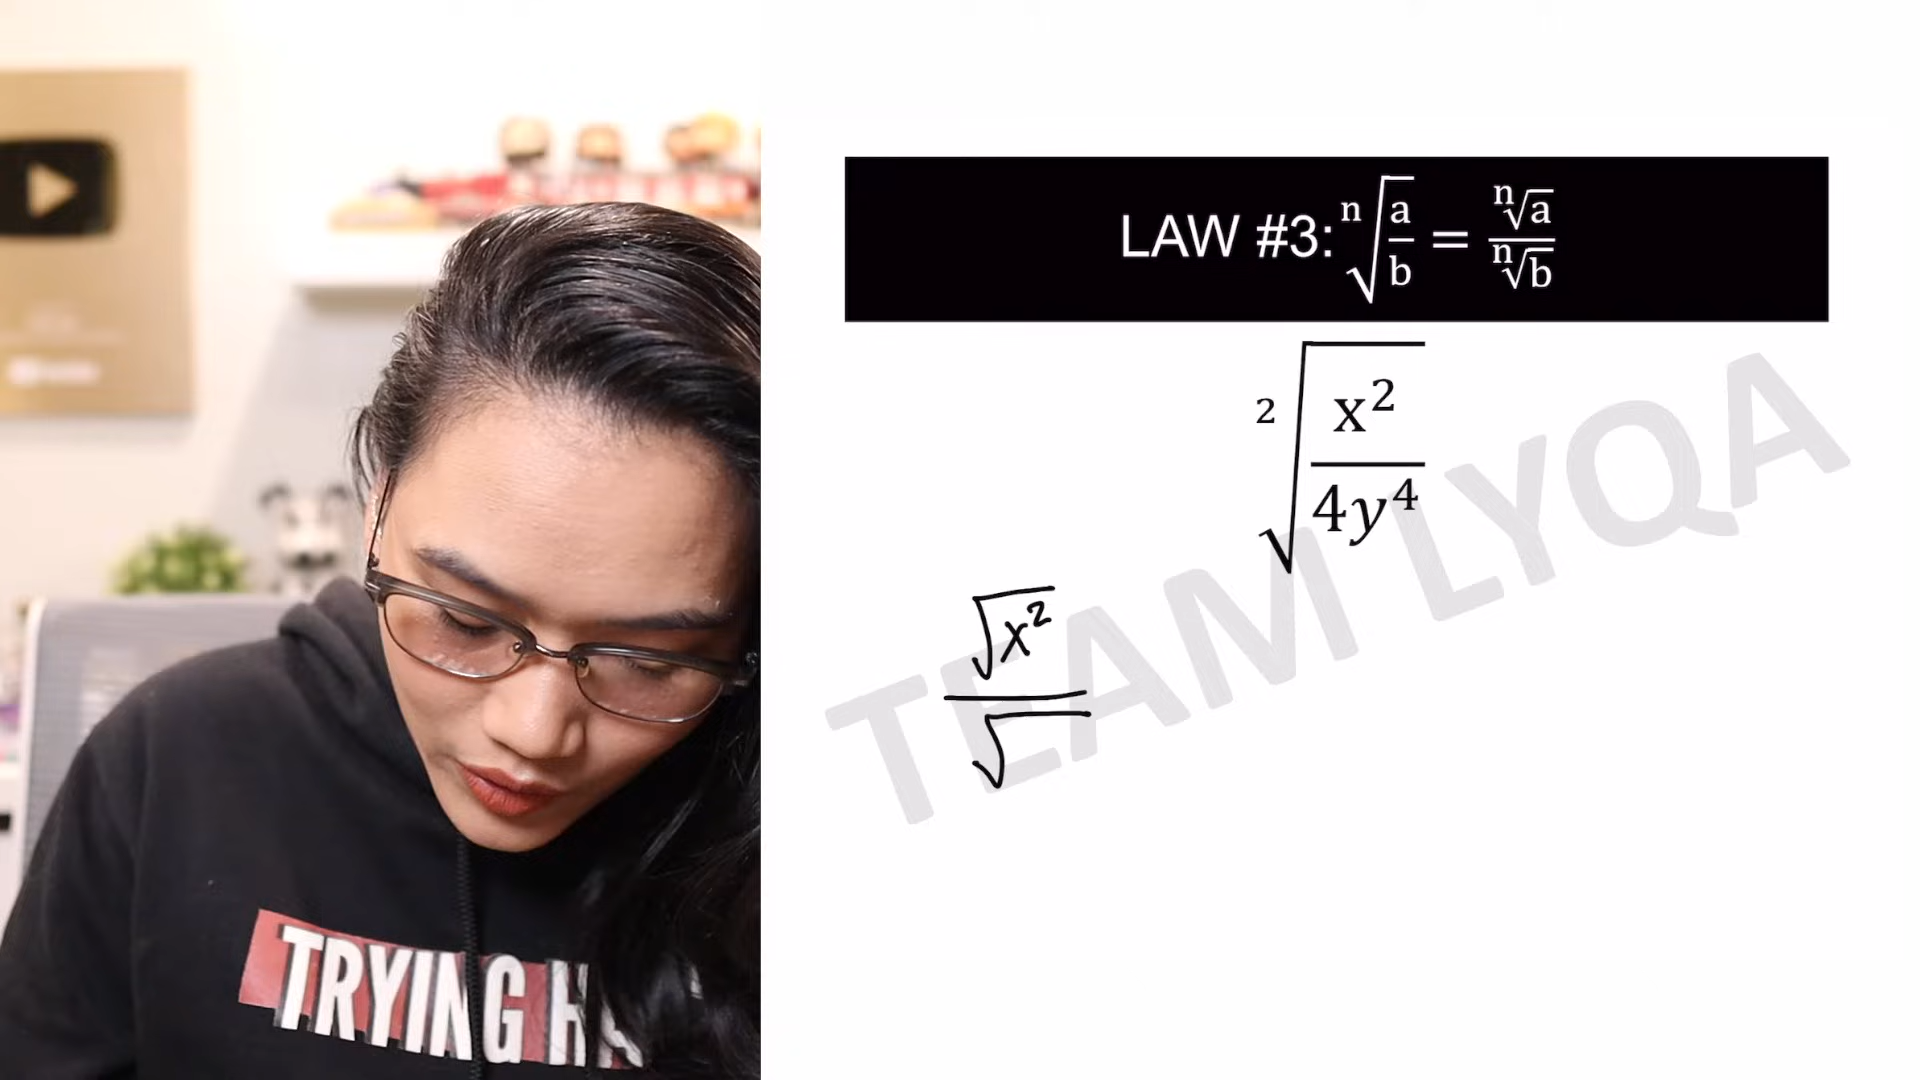 LAW #3: ⁿ√(a/b) = ⁿ√a / ⁿ√b
²√(x²/4y⁴)
√x²
√
TEAM LYQA
TRYING